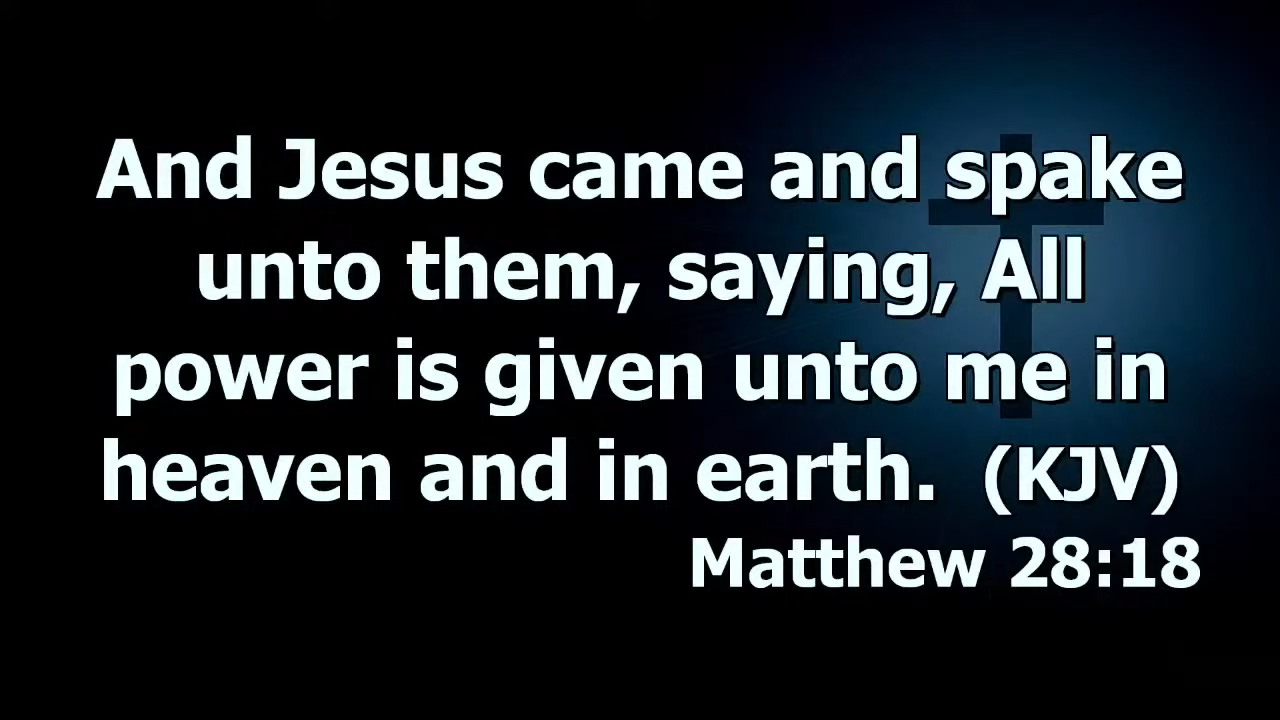 And Jesus came and spake
unto them, saying, All
power is given unto me in
heaven and in earth.  (KJV)
Matthew 28:18